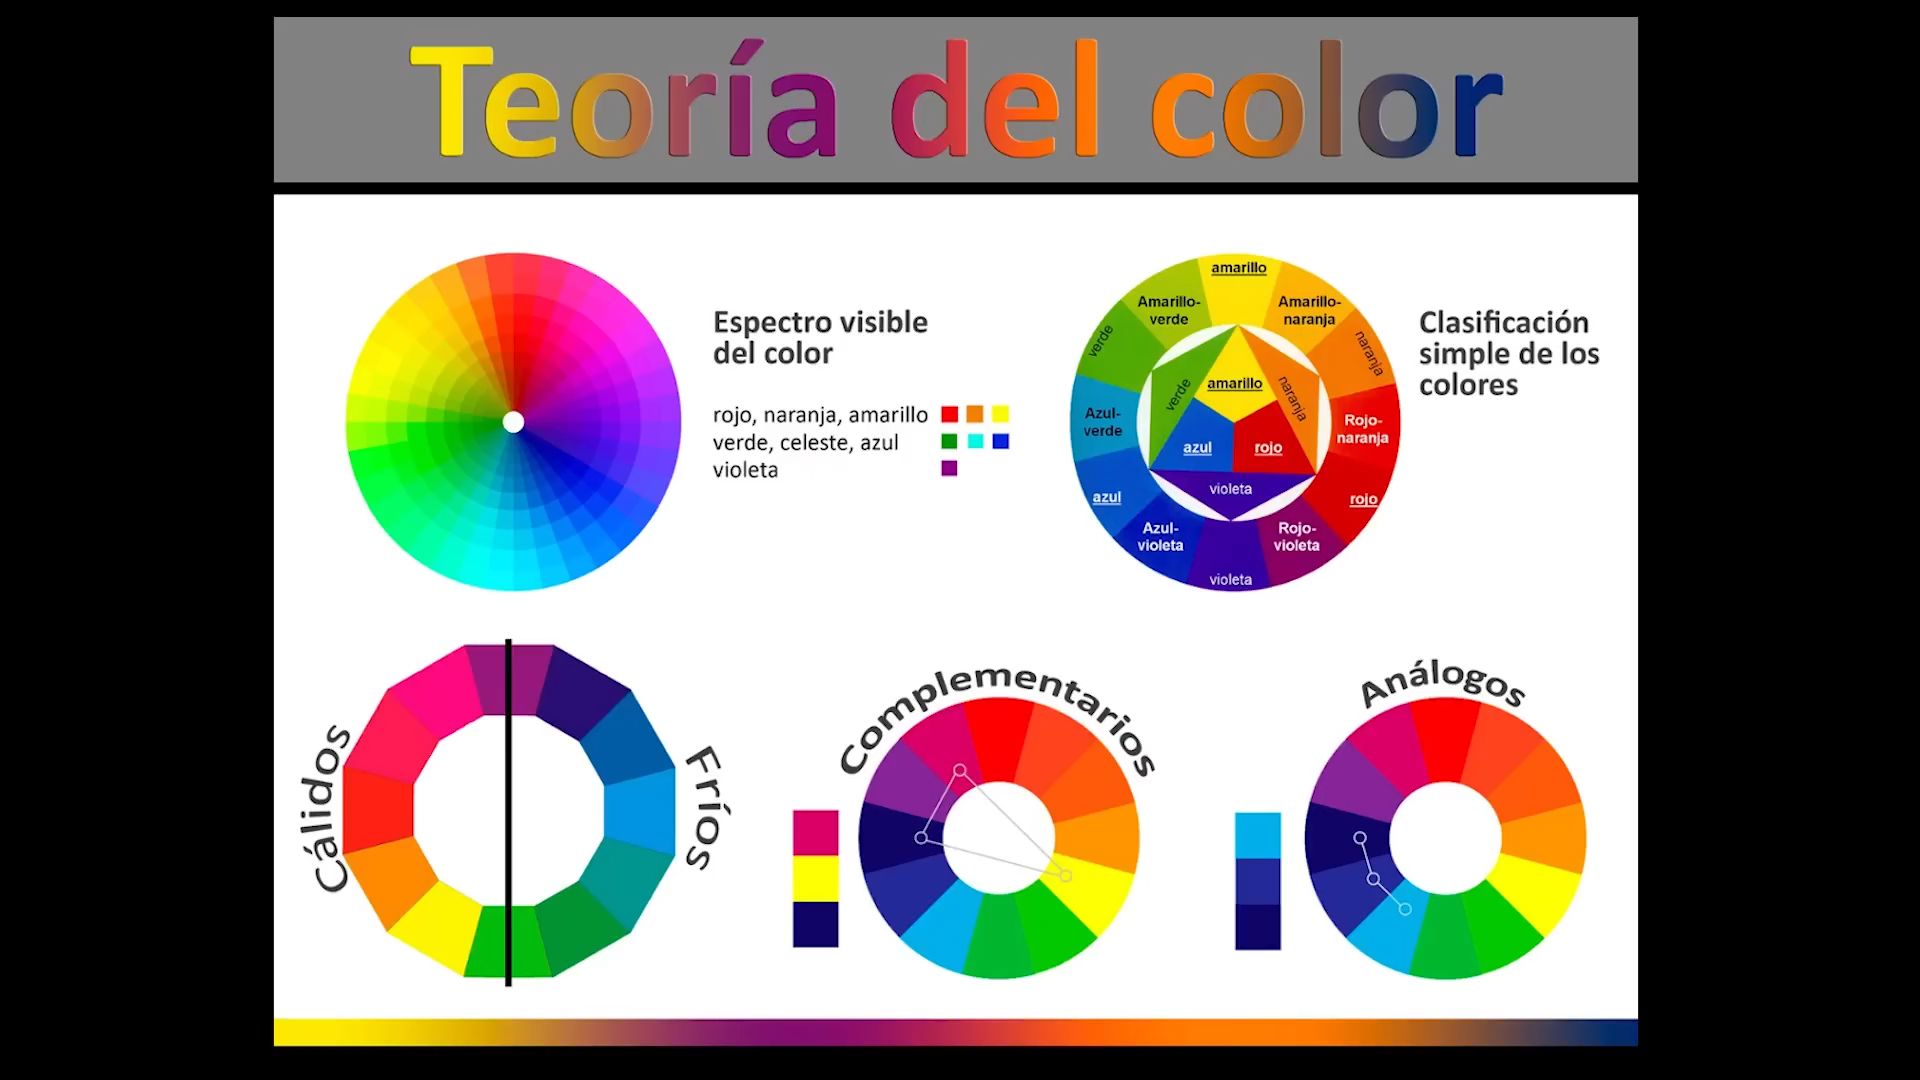 Teoría del color
Espectro visible
del color
rojo, naranja, amarillo
verde, celeste, azul
violeta
amarillo
Amarillo-
naranja
naranja
Rojo-
naranja
rojo
Rojo-
violeta
violeta
Azul-
violeta
azul
Azul-
verde
verde
Amarillo-
verde
amarillo
naranja
rojo
violeta
azul
verde
Clasificación
simple de los
colores
Cálidos
Fríos
Complementarios
Análogos